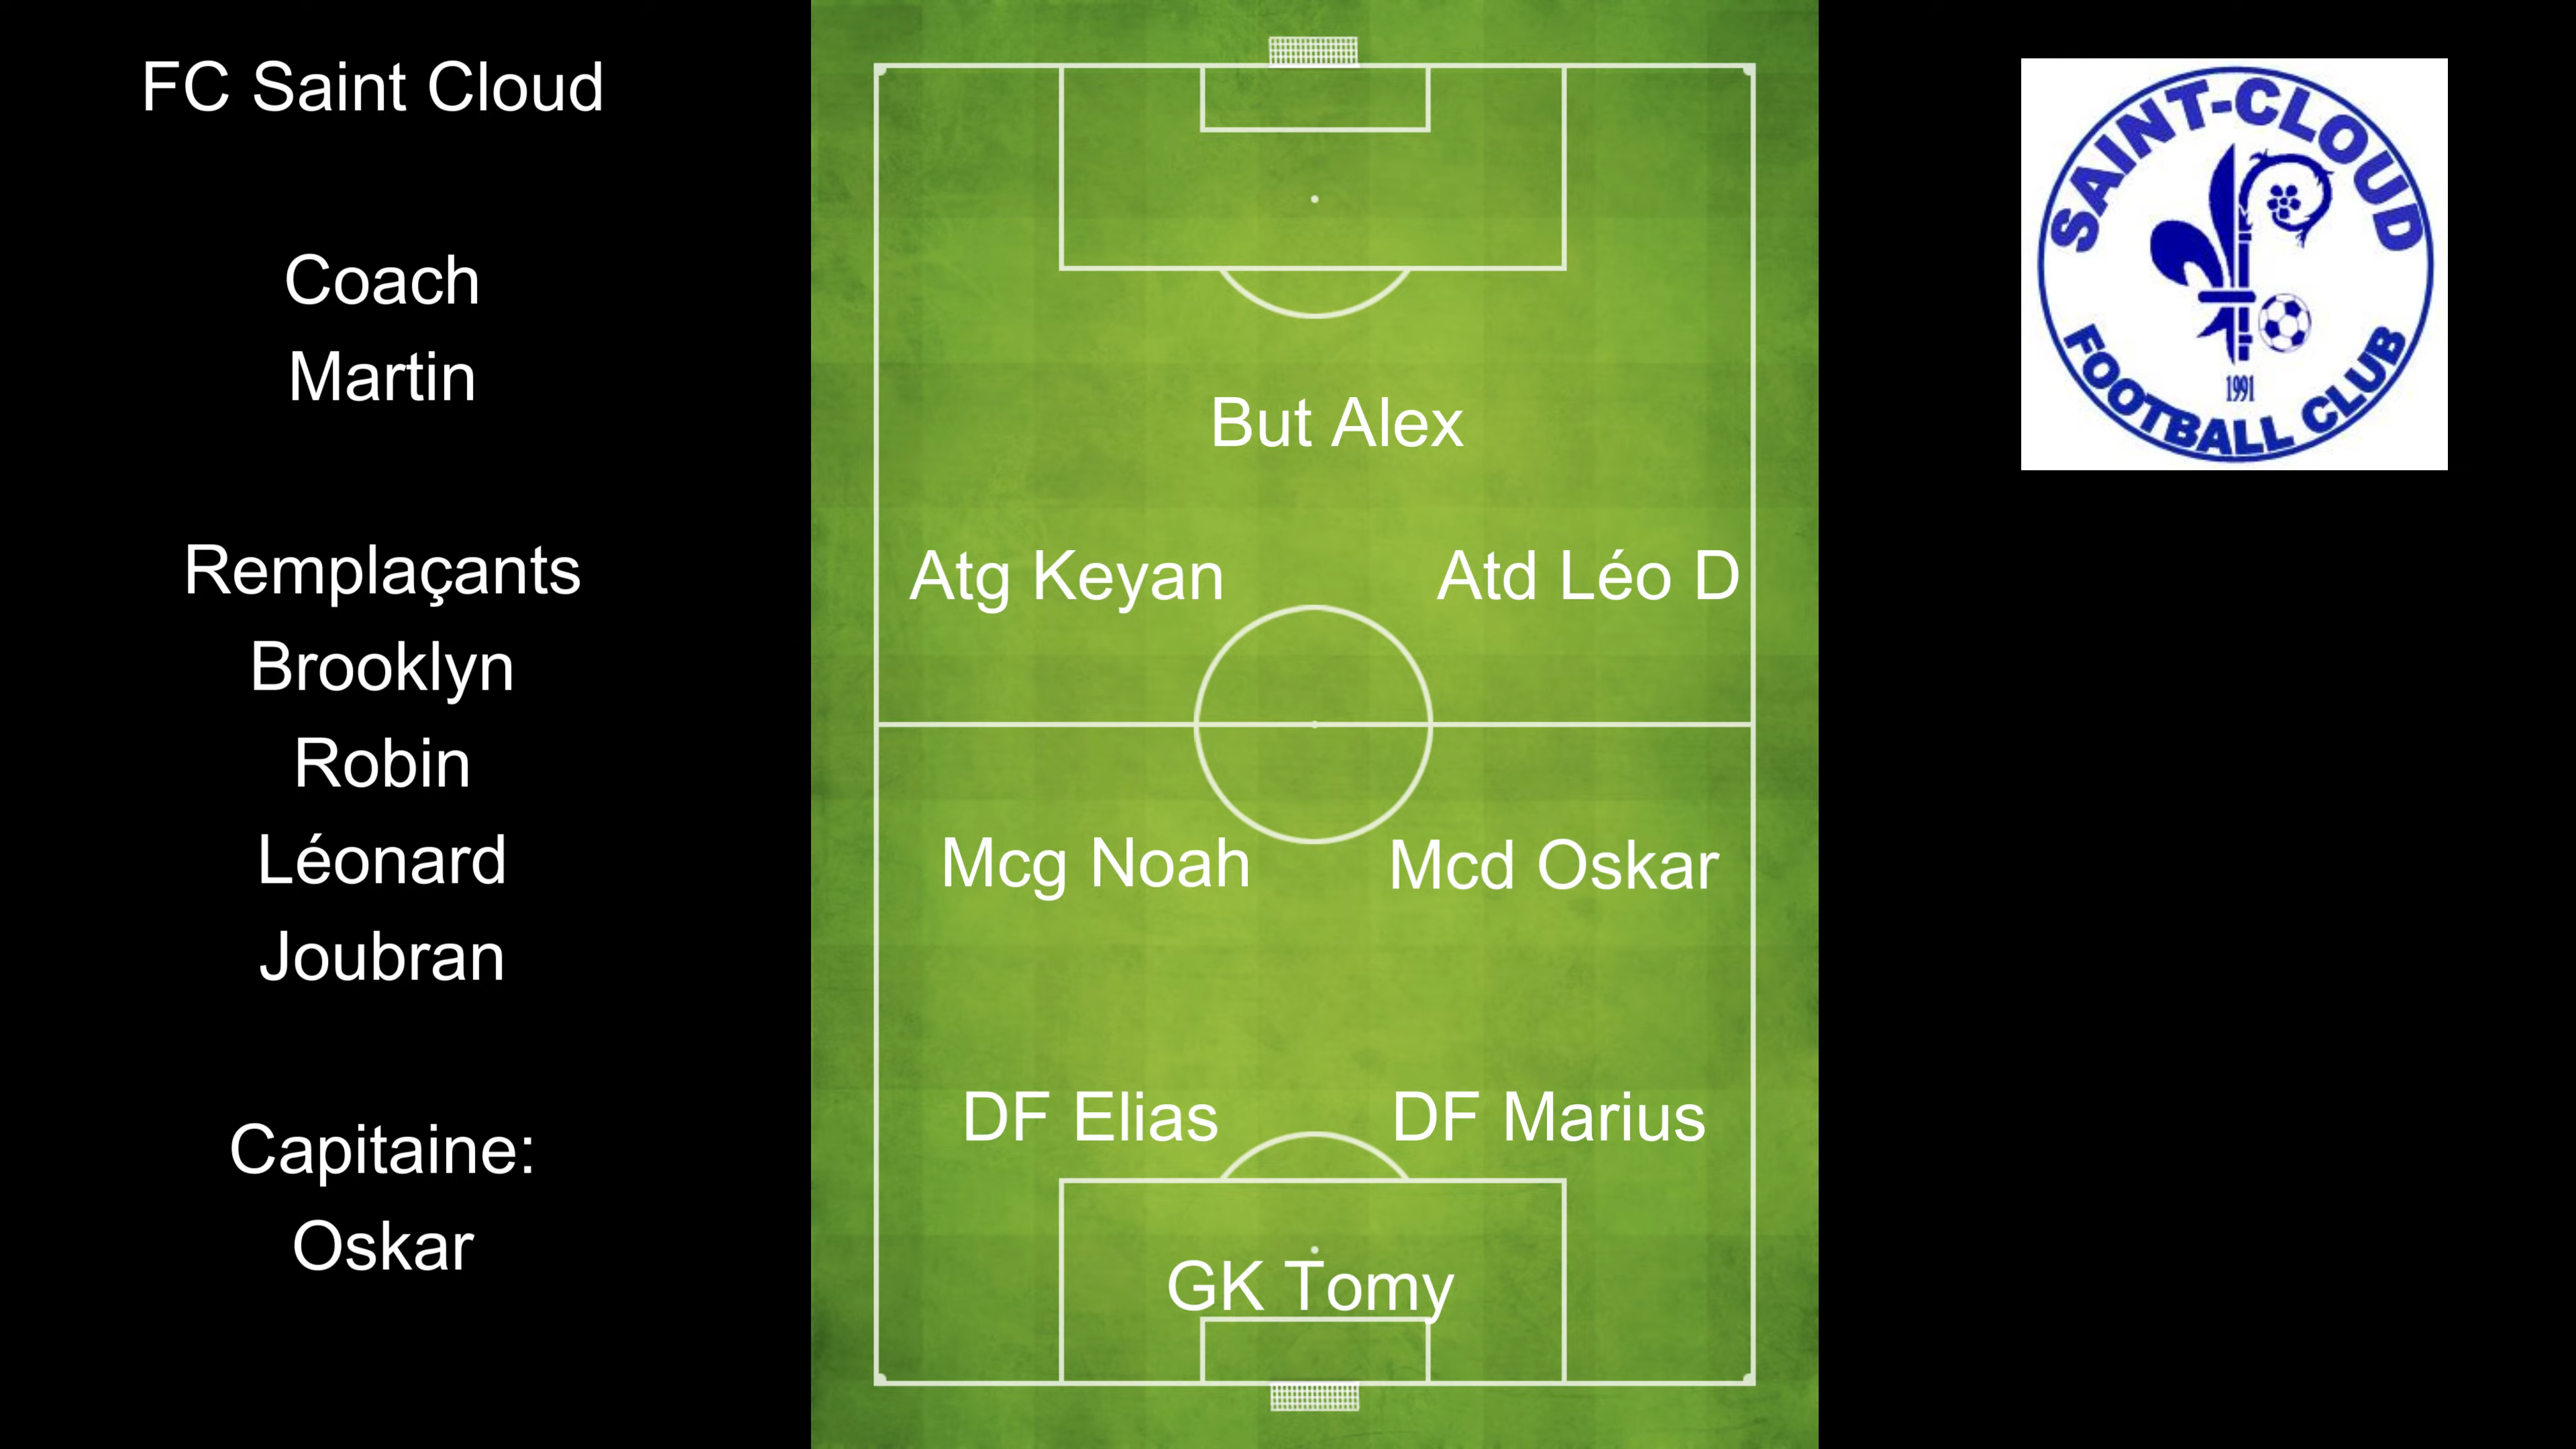 FC Saint Cloud
Coach
Martin
Remplaçants
Brooklyn
Robin
Léonard
Joubran
Capitaine:
Oskar
But Alex
Atg Keyan
Atd Léo D
Mcg Noah
Mcd Oskar
DF Elias
DF Marius
GK Tomy
SAINT-CLOUD
1991
FOOTBALL CLUB